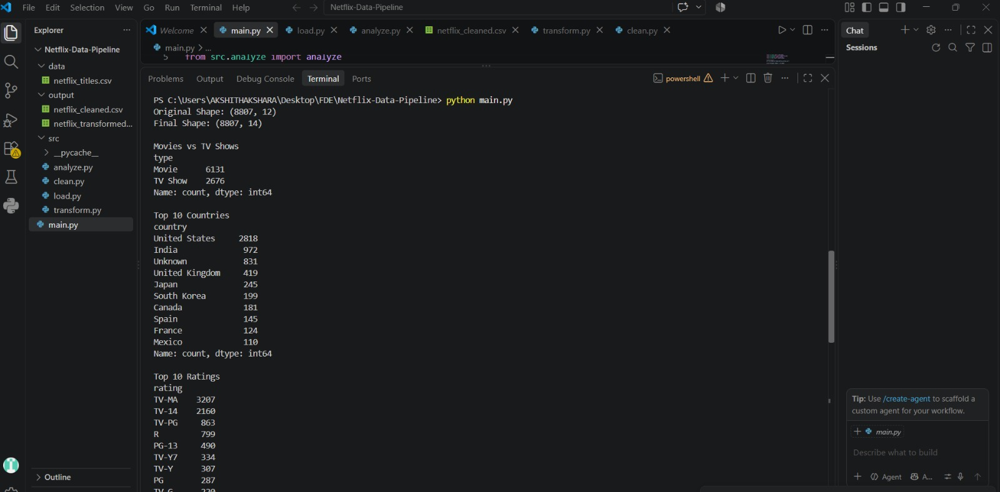 File Edit Selection View Go Run Terminal Help
Netflix-Data-Pipeline
Explorer
Netflix-Data-Pipeline
data
netflix_titles.csv
output
netflix_cleaned.csv
netflix_transformed...
src
__pycache__
analyze.py
clean.py
load.py
transform.py
main.py
Outline
Welcome main.py load.py analyze.py netflix_cleaned.csv transform.py clean.py
main.py > ...
5 from src.analyze import analyze
Problems Output Debug Console Terminal Ports
powershell
PS C:\Users\AKSHITHAKSHARA\Desktop\FDE\Netflix-Data-Pipeline> python main.py
Original Shape: (8807, 12)
Final Shape: (8807, 14)
Movies vs TV Shows
type
Movie 6131
TV Show 2676
Name: count, dtype: int64
Top 10 Countries
country
United States 2818
India 972
Unknown 831
United Kingdom 419
Japan 245
South Korea 199
Canada 181
Spain 145
France 124
Mexico 110
Name: count, dtype: int64
Top 10 Ratings
rating
TV-MA 3207
TV-14 2160
TV-PG 863
R 799
PG-13 490
TV-Y7 334
TV-Y 307
PG 287
TV-G 220
Chat
Sessions
Tip: Use /create-agent to scaffold a
custom agent for your workflow.
main.py
Describe what to build
Agent A...